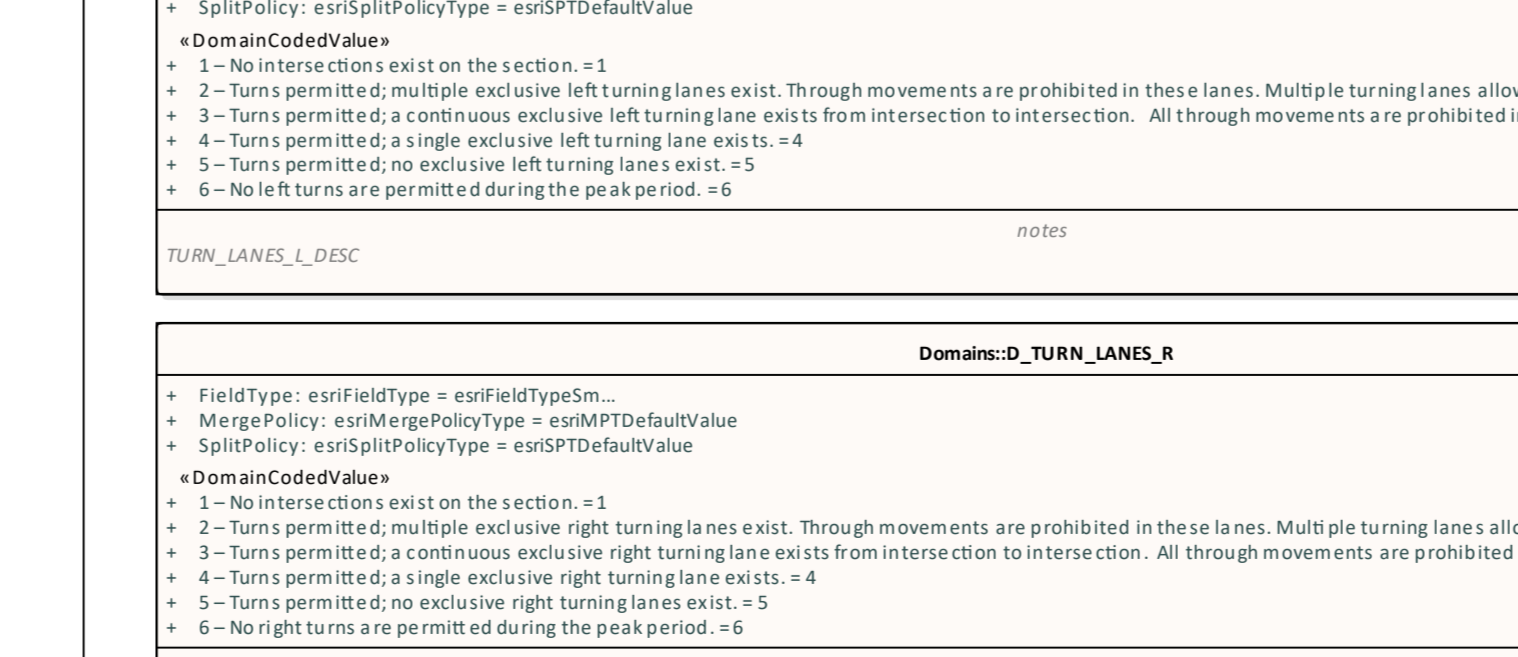 + SplitPolicy: esriSplitPolicyType = esriSPTDefaultValue
«DomainCodedValue»
+ 1 – No intersections exist on the section. = 1
+ 2 – Turns permitted; multiple exclusive left turning lanes exist. Through movements are prohibited in these lanes. Multiple turning lanes allow
+ 3 – Turns permitted; a continuous exclusive left turning lane exists from intersection to intersection. All through movements are prohibited i
+ 4 – Turns permitted; a single exclusive left turning lane exists. = 4
+ 5 – Turns permitted; no exclusive left turning lanes exist. = 5
+ 6 – No left turns are permitted during the peak period. = 6
notes
TURN_LANES_L_DESC
Domains::D_TURN_LANES_R
+ FieldType: esriFieldType = esriFieldTypeSm...
+ MergePolicy: esriMergePolicyType = esriMPTDefaultValue
+ SplitPolicy: esriSplitPolicyType = esriSPTDefaultValue
«DomainCodedValue»
+ 1 – No intersections exist on the section. = 1
+ 2 – Turns permitted; multiple exclusive right turning lanes exist. Through movements are prohibited in these lanes. Multiple turning lanes allo
+ 3 – Turns permitted; a continuous exclusive right turning lane exists from intersection to intersection. All through movements are prohibited
+ 4 – Turns permitted; a single exclusive right turning lane exists. = 4
+ 5 – Turns permitted; no exclusive right turning lanes exist. = 5
+ 6 – No right turns are permitted during the peak period. = 6